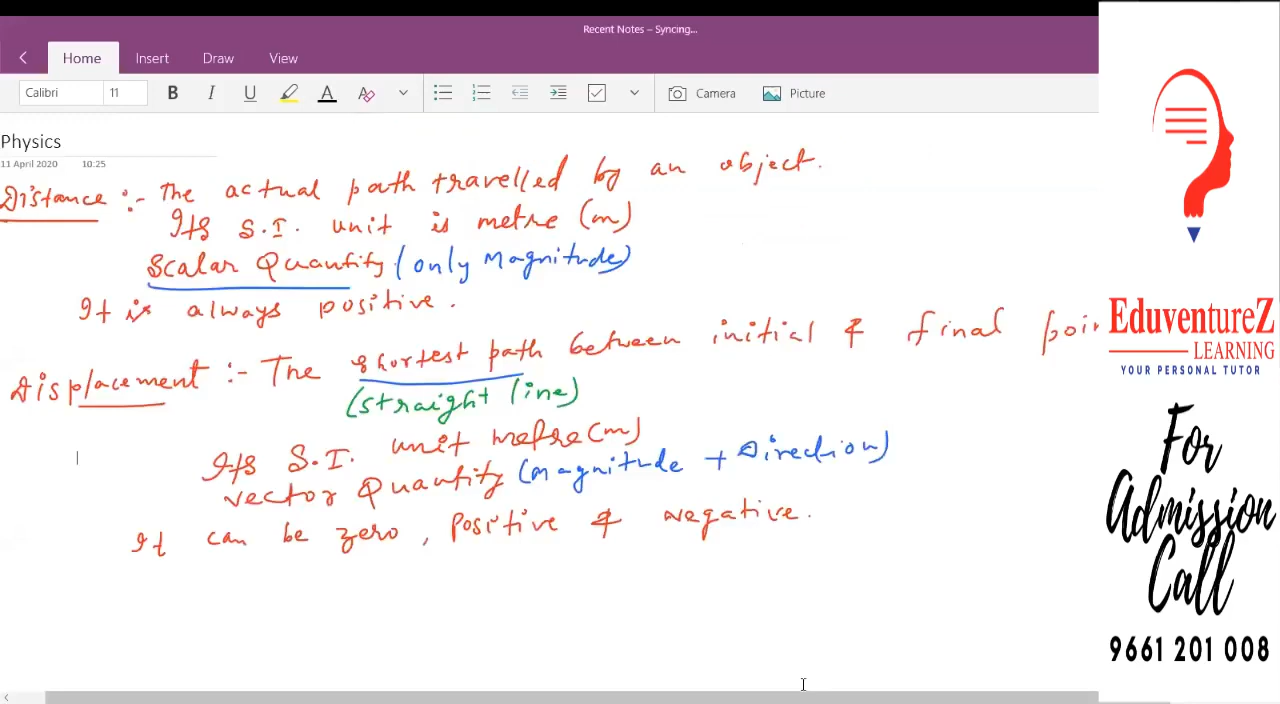 Recent Notes – Syncing...
Home Insert Draw View
Calibri 11 B I U A Camera Picture
Physics
11 April 2020 10:25
Distance :- The actual path travelled by an object.
Its S.I. unit is metre (m)
Scalar Quantity (only Magnitude)
It is always positive.
Displacement :- The shortest path between initial & final poin
(straight line)
Its S.I. unit metre(m)
vector Quantity (magnitude + Direction)
It can be zero, Positive & negative.
EduventureZ
LEARNING
YOUR PERSONAL TUTOR
For
Admission
Call
9661 201 008